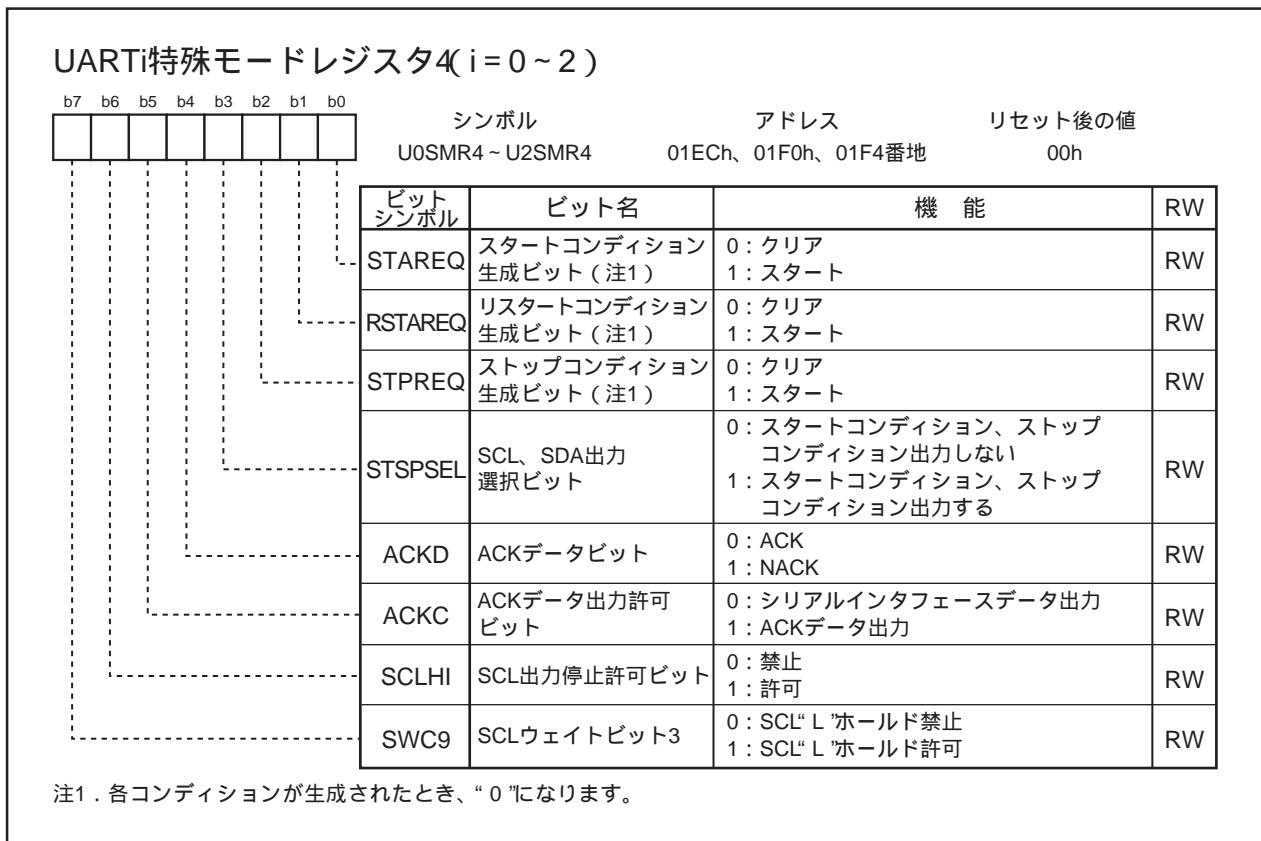 UARTi特殊モードレジスタ4(i=0~2)
b7 b6 b5 b4 b3 b2 b1 b0
シンボル アドレス リセット後の値
U0SMR4~U2SMR4 01ECh、01F0h、01F4番地 00h
ビット
シンボル
ビット名 機 能 RW
STAREQ
スタートコンディション
生成ビット(注1)
0:クリア
1:スタート
RW
RSTAREQ
リスタートコンディション
生成ビット(注1)
0:クリア
1:スタート
RW
STPREQ
ストップコンディション
生成ビット(注1)
0:クリア
1:スタート
RW
STSPSEL
SCL、SDA出力
選択ビット
0:スタートコンディション、ストップ
コンディション出力しない
1:スタートコンディション、ストップ
コンディション出力する
RW
ACKD
ACKデータビット
0:ACK
1:NACK
RW
ACKC
ACKデータ出力許可
ビット
0:シリアルインタフェースデータ出力
1:ACKデータ出力
RW
SCLHI
SCL出力停止許可ビット
0:禁止
1:許可
RW
SWC9
SCLウェイトビット3
0:SCL“L”ホールド禁止
1:SCL“L”ホールド許可
RW
注1.各コンディションが生成されたとき、“0”になります。